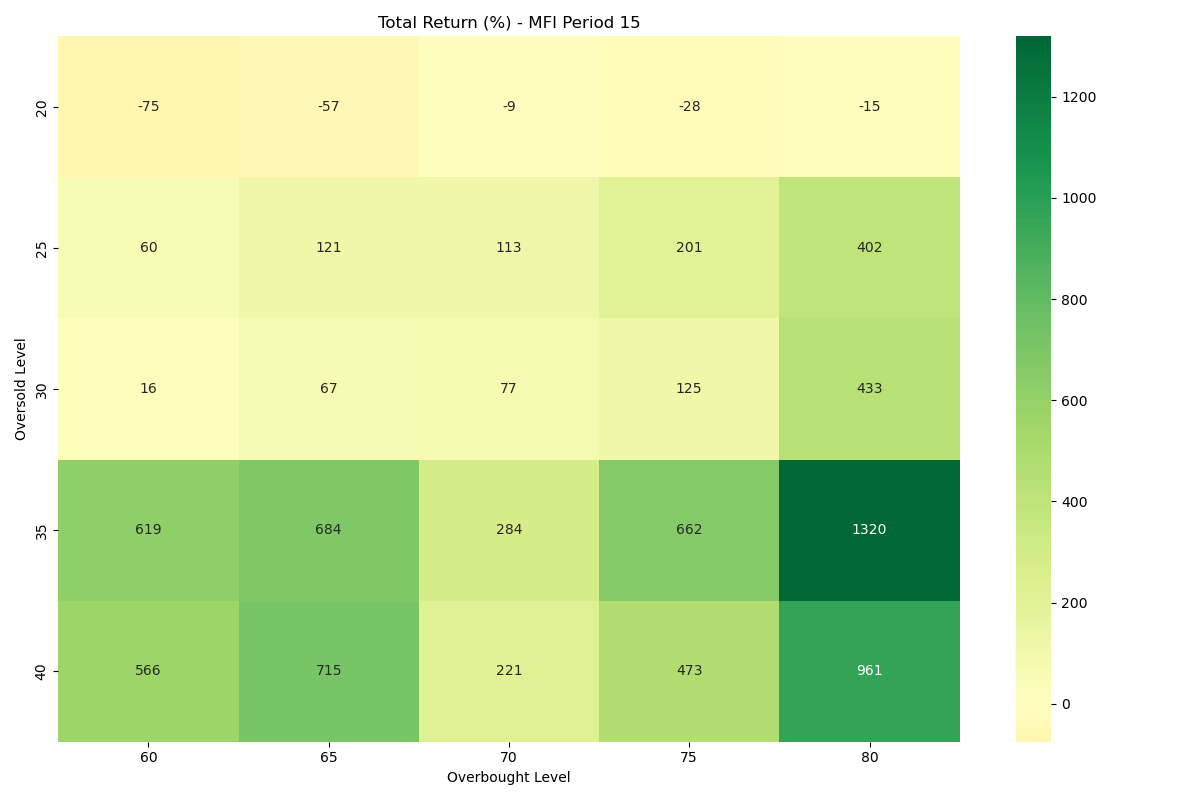 Total Return (%) - MFI Period 15
20 -75 -57 -9 -28 -15
25 60 121 113 201 402
30 16 67 77 125 433
35 619 684 284 662 1320
40 566 715 221 473 961
60 65 70 75 80
Overbought Level
Oversold Level
1200
1000
800
600
400
200
0